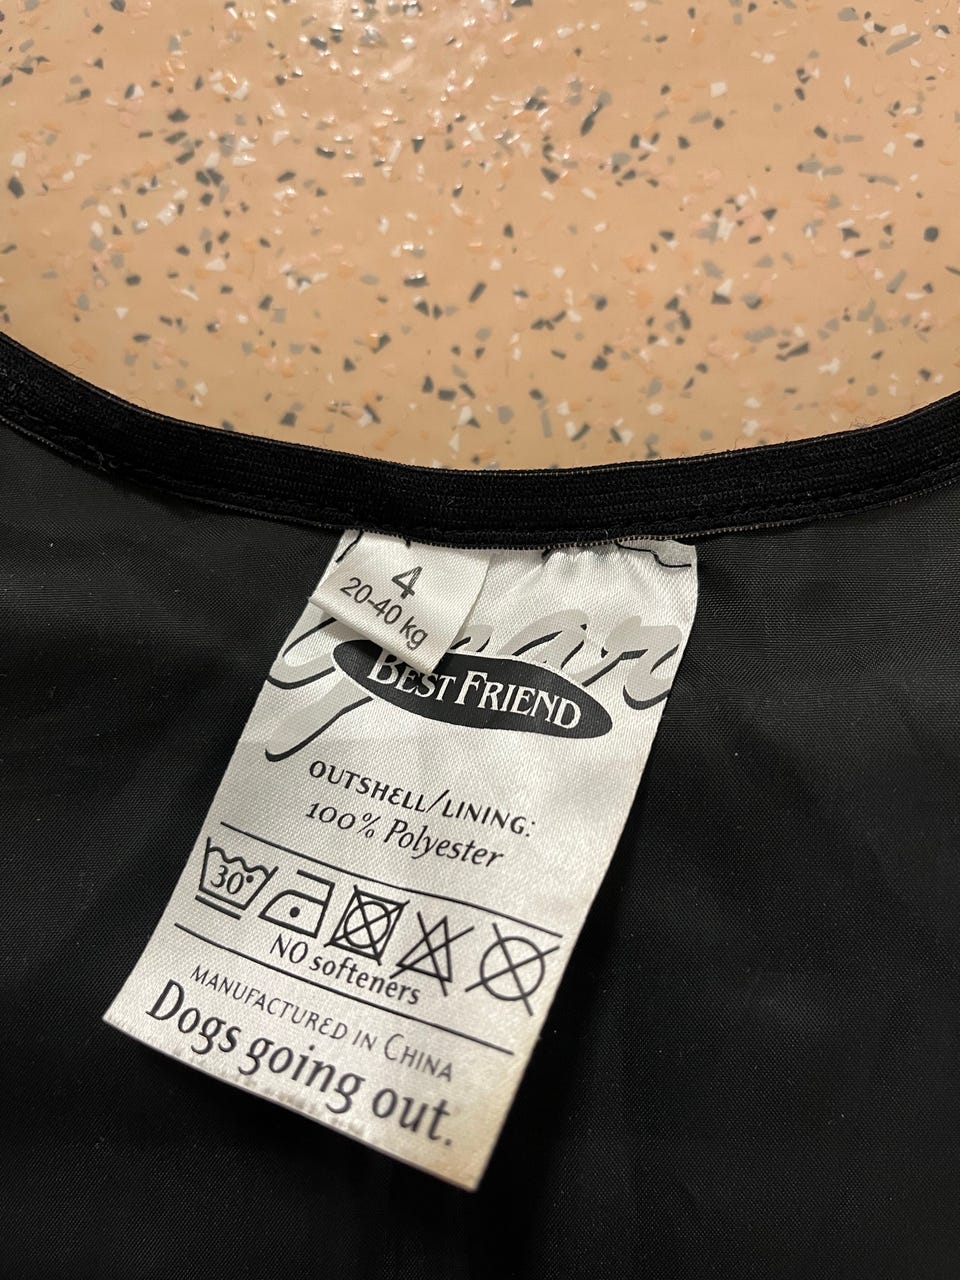 4
20-40 kg
BEST FRIEND
OUTSHELL/LINING:
100% Polyester
30°
NO softeners
MANUFACTURED IN CHINA
Dogs going out.